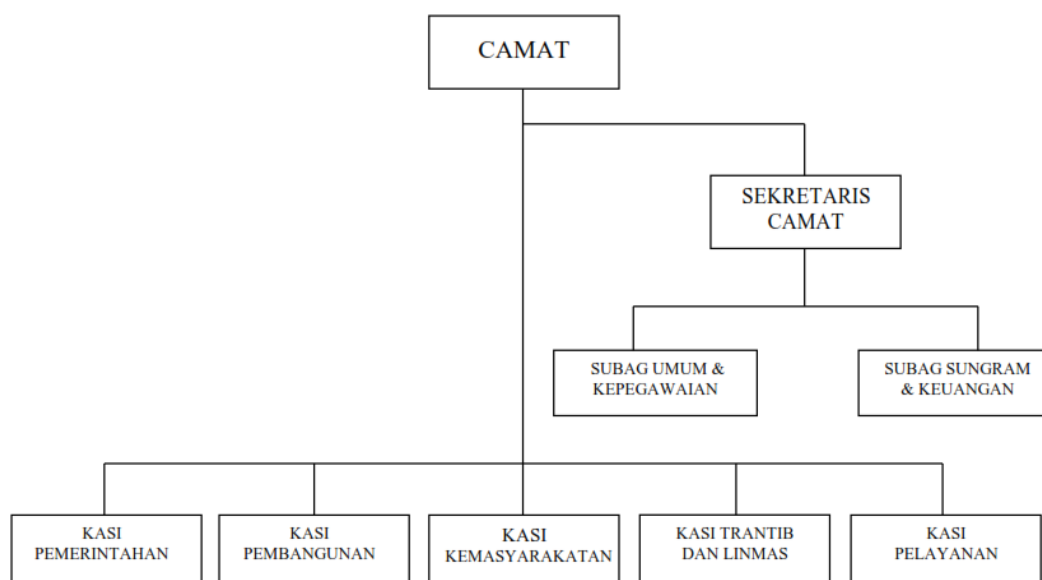 CAMAT
SEKRETARIS
CAMAT
SUBAG UMUM &
KEPEGAWAIAN
SUBAG SUNGRAM
& KEUANGAN
KASI
PEMERINTAHAN
KASI
PEMBANGUNAN
KASI
KEMASYARAKATAN
KASI TRANTIB
DAN LINMAS
KASI
PELAYANAN